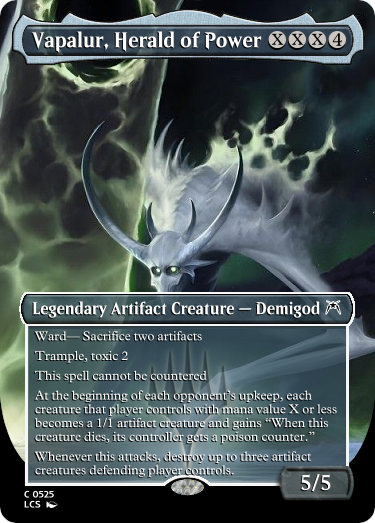 Vapalur, Herald of Power XXX4
Legendary Artifact Creature — Demigod
Ward—Sacrifice two artifacts
Trample, toxic 2
This spell cannot be countered
At the beginning of each opponent's upkeep, each
creature that player controls with mana value X or less
becomes a 1/1 artifact creature and gains “When this
creature dies, its controller gets a poison counter.”
Whenever this attacks, destroy up to three artifact
creatures defending player controls.
5/5
C 0525
LCS